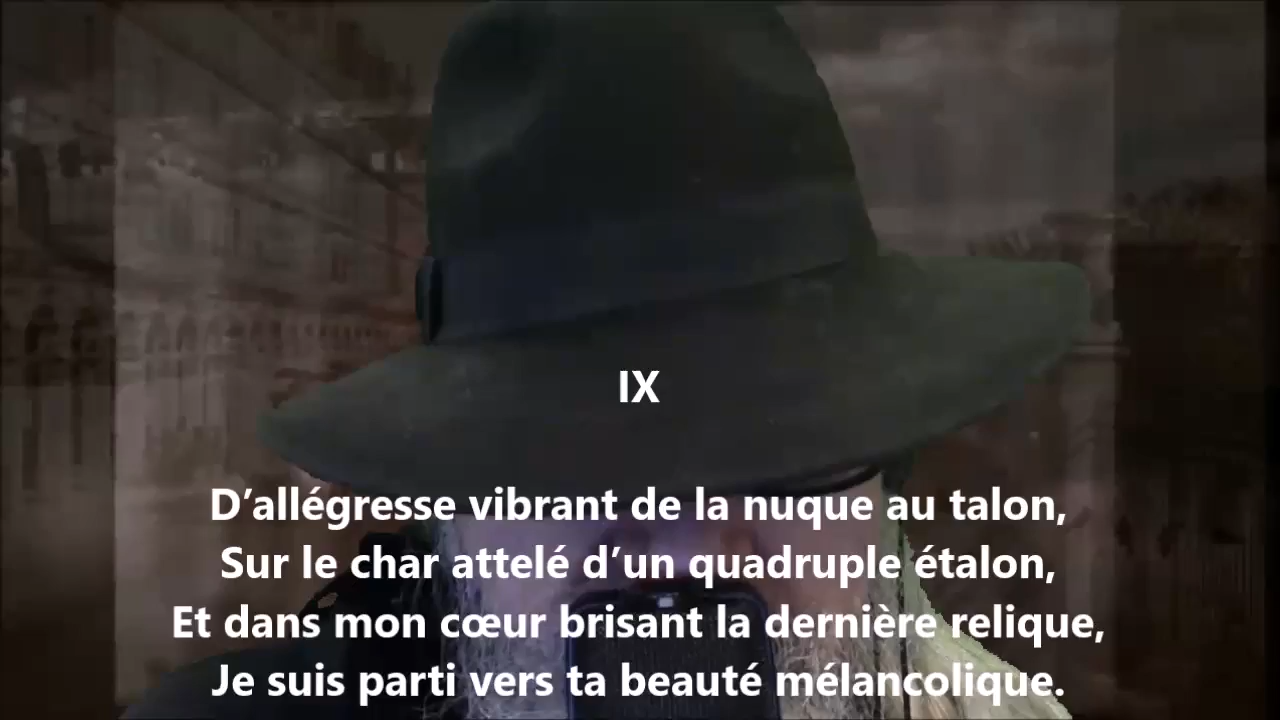 IX
D’allégresse vibrant de la nuque au talon,
Sur le char attelé d’un quadruple étalon,
Et dans mon cœur brisant la dernière relique,
Je suis parti vers ta beauté mélancolique.